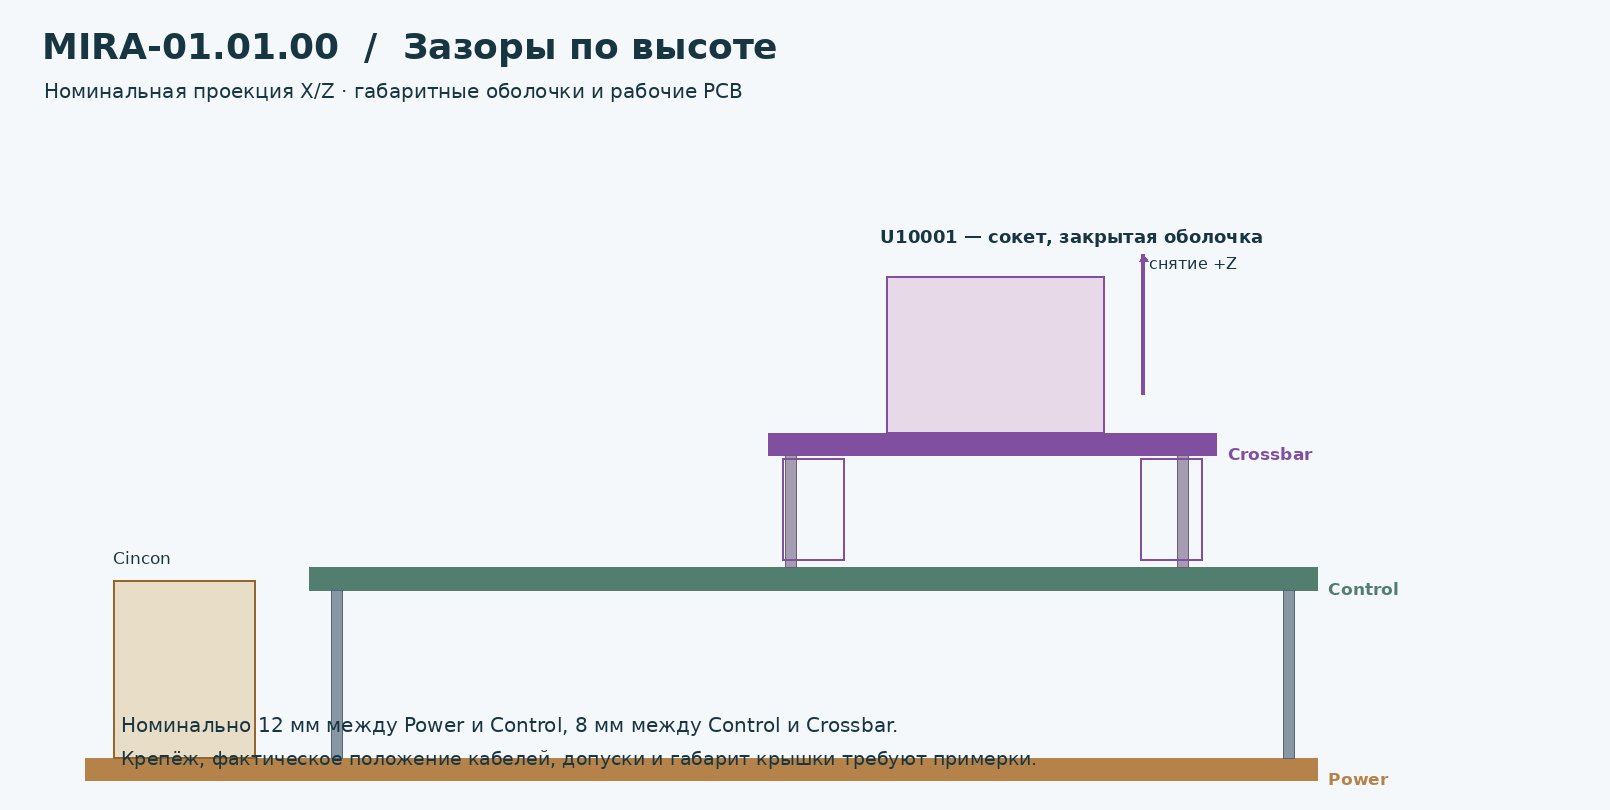 MIRA-01.01.00 / Зазоры по высоте
Номинальная проекция X/Z · габаритные оболочки и рабочие PCB
U10001 — сокет, закрытая оболочка
снятие +Z
Crossbar
Cincon
Control
Номинально 12 мм между Power и Control, 8 мм между Control и Crossbar.
Крепёж, фактическое положение кабелей, допуски и габарит крышки требуют примерки.
Power